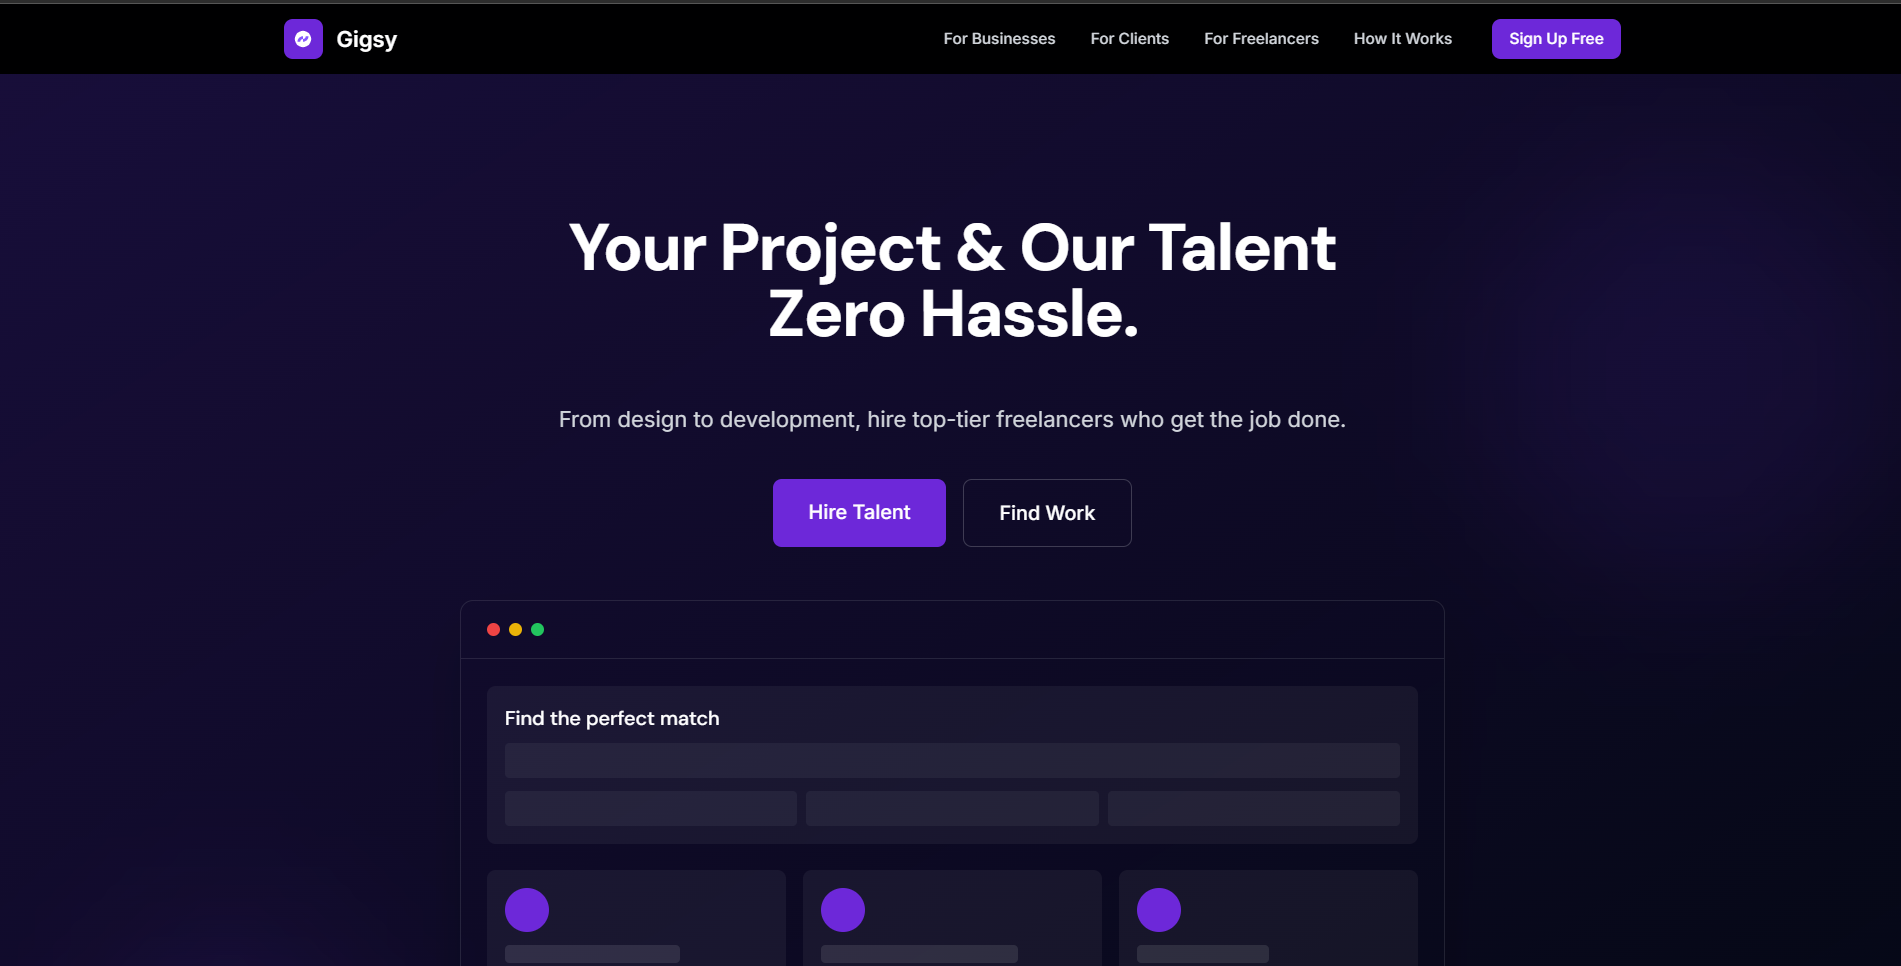 Gigsy
For Businesses
For Clients
For Freelancers
How It Works
Sign Up Free
Your Project & Our Talent
Zero Hassle.
From design to development, hire top-tier freelancers who get the job done.
Hire Talent
Find Work
Find the perfect match